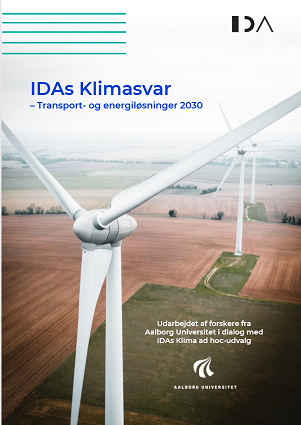 IDA
IDAs Klimasvar
– Transport- og energiløsninger 2030
Udarbejdet af forskere fra
Aalborg Universitet i dialog med
IDAs Klima ad hoc-udvalg
AALBORG UNIVERSITET